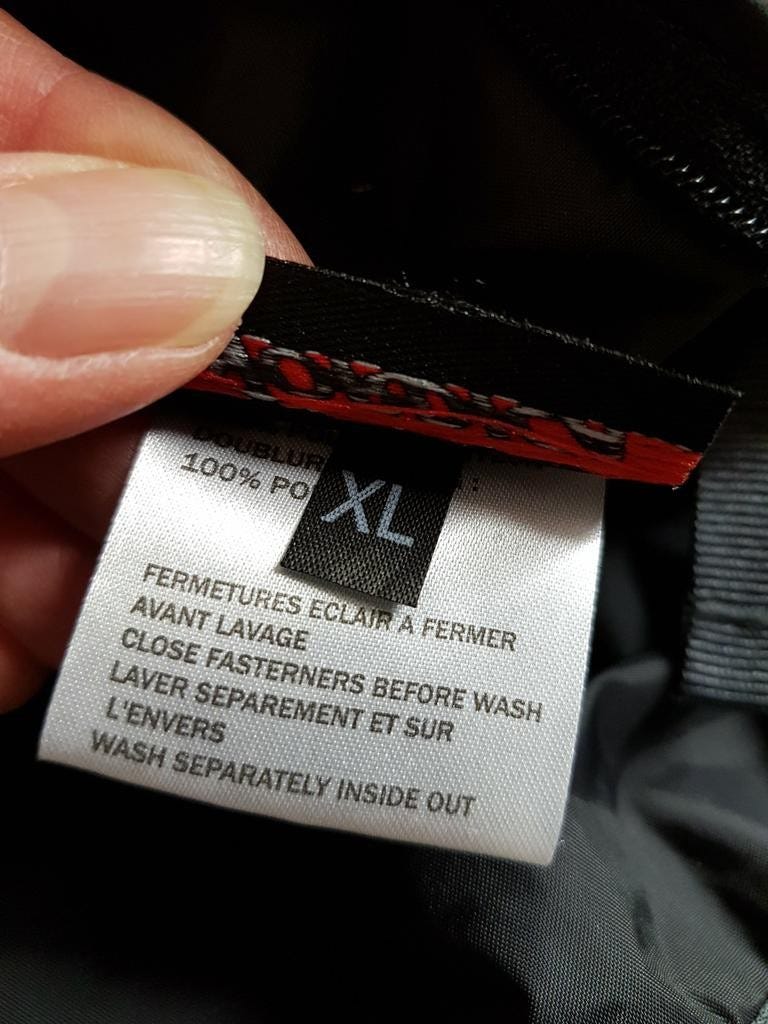 DOUBLUR
100% PO
:
XL
FERMETURES ECLAIR A FERMER
AVANT LAVAGE
CLOSE FASTERNERS BEFORE WASH
LAVER SEPAREMENT ET SUR
L'ENVERS
WASH SEPARATELY INSIDE OUT